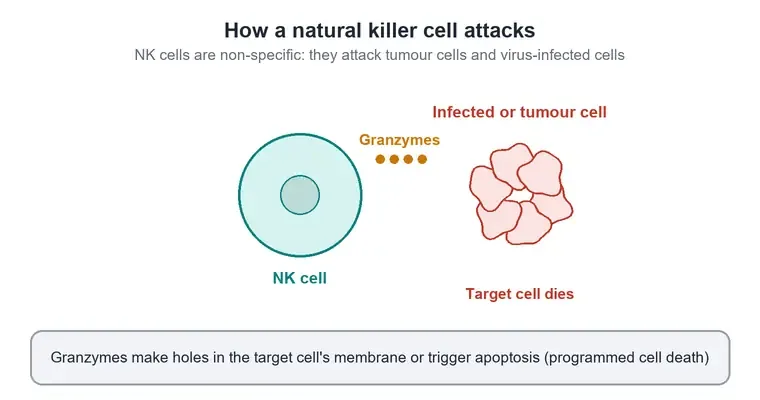 How a natural killer cell attacks
NK cells are non-specific: they attack tumour cells and virus-infected cells
Infected or tumour cell
Granzymes
NK cell
Target cell dies
Granzymes make holes in the target cell's membrane or trigger apoptosis (programmed cell death)